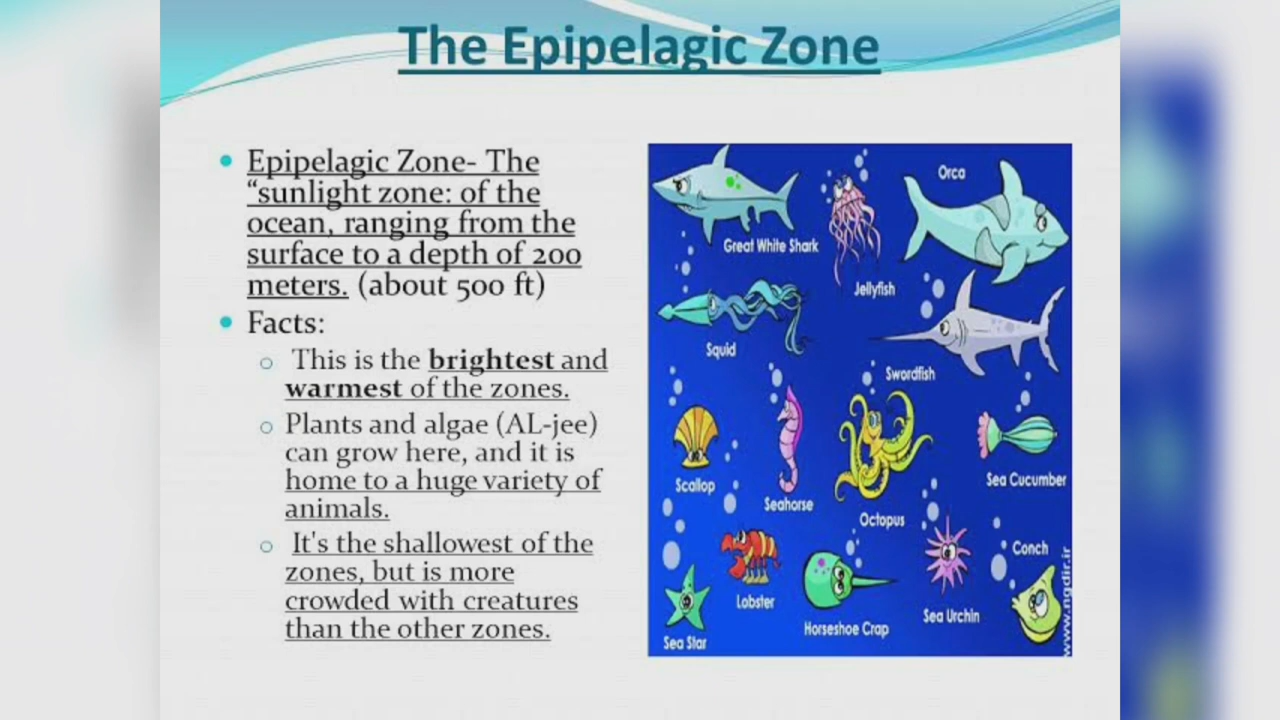 The Epipelagic Zone
• Epipelagic Zone- The
“sunlight zone: of the
ocean, ranging from the
surface to a depth of 200
meters. (about 500 ft)
• Facts:
o This is the brightest and
warmest of the zones.
o Plants and algae (AL-jee)
can grow here, and it is
home to a huge variety of
animals.
o It's the shallowest of the
zones, but is more
crowded with creatures
than the other zones.
Orca
Great White Shark
Jellyfish
Squid
Swordfish
Scallop
Seahorse
Octopus
Sea Cucumber
Conch
Lobster
Sea Star
Horseshoe Crap
Sea Urchin
www.ngdir.ir